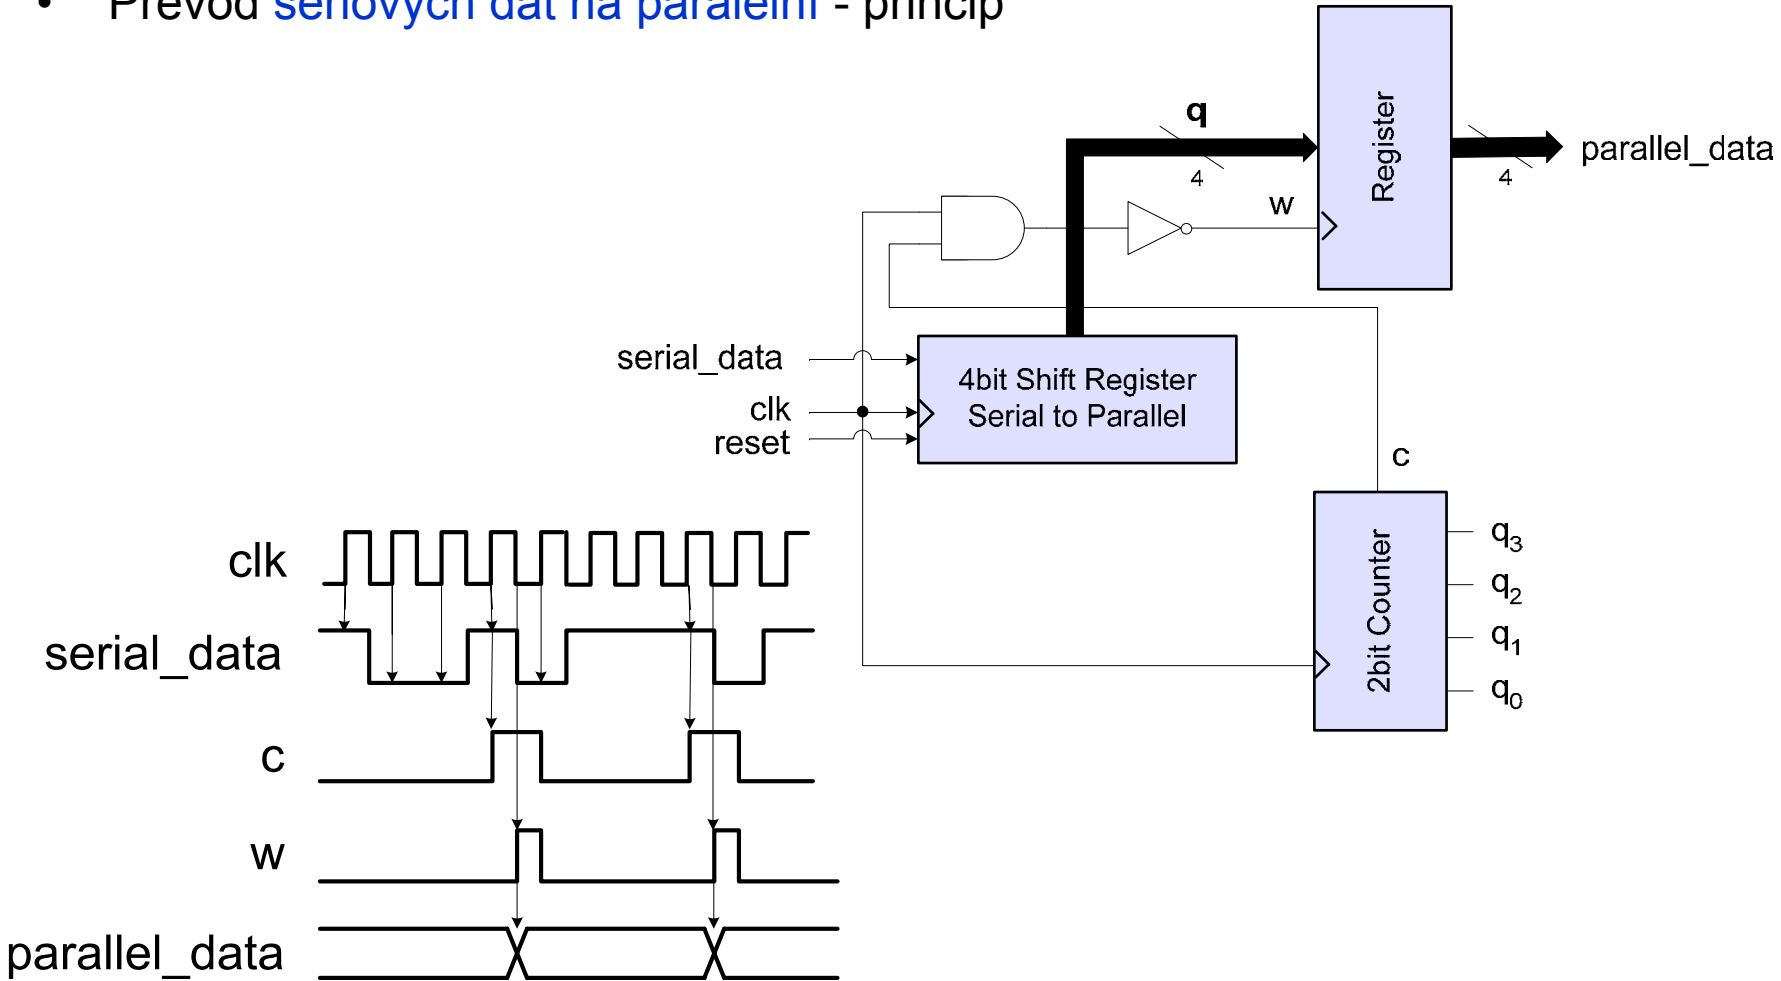 • Převod sériových dat na paralelní - princip
q
4
Register
4
parallel_data
w
serial_data
clk
reset
4bit Shift Register
Serial to Parallel
c
2bit Counter
q3
q2
q1
q0
clk
serial_data
c
w
parallel_data